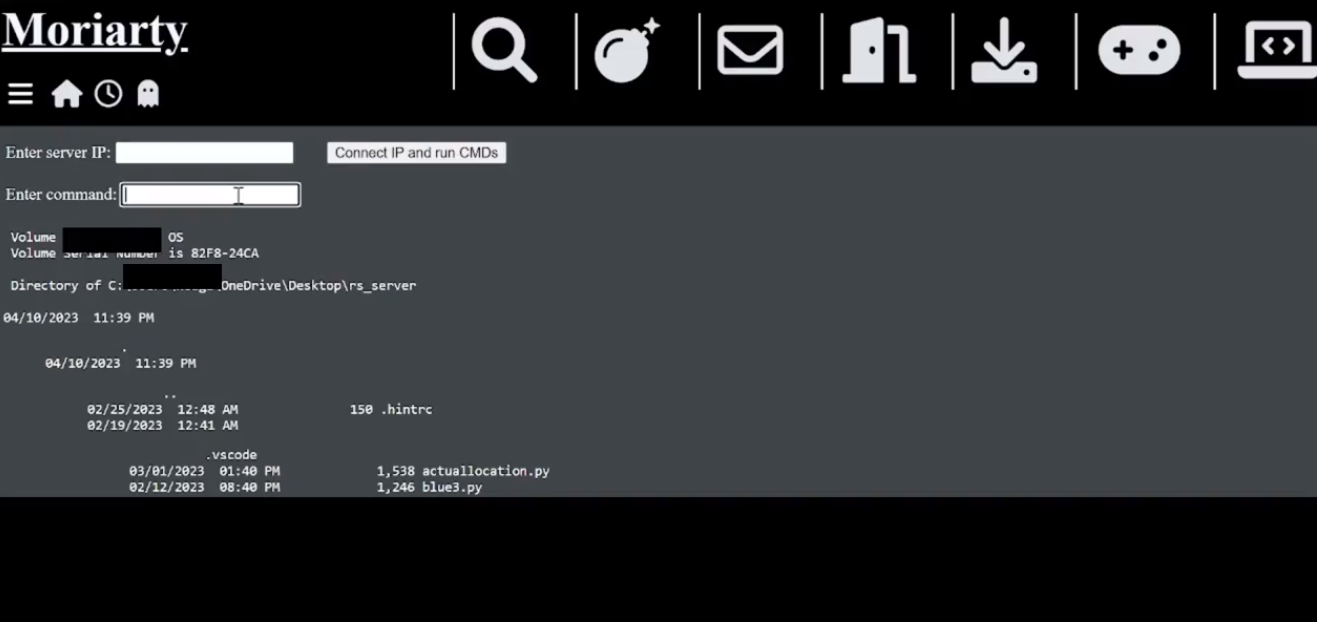 Moriarty
Enter server IP:
Connect IP and run CMDs
Enter command:
Volume OS
Volume Serial Number is 82F8-24CA
Directory of C: OneDrive\Desktop\rs_server
04/10/2023 11:39 PM
.
04/10/2023 11:39 PM
..
02/25/2023 12:48 AM 150 .hintrc
02/19/2023 12:41 AM
.vscode
03/01/2023 01:40 PM 1,538 actuallocation.py
02/12/2023 08:40 PM 1,246 blue3.py